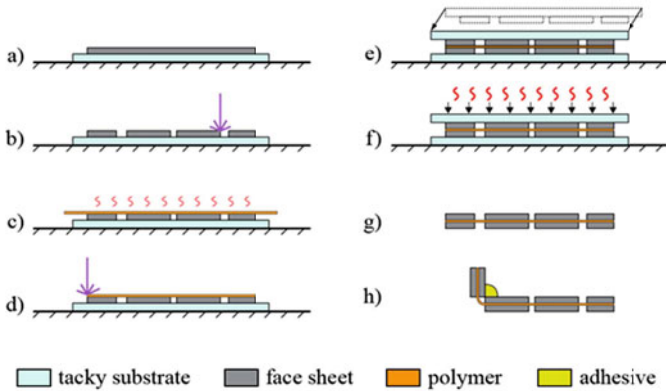 a)
b)
c)
d)
e)
f)
g)
h)
tacky substrate face sheet polymer adhesive